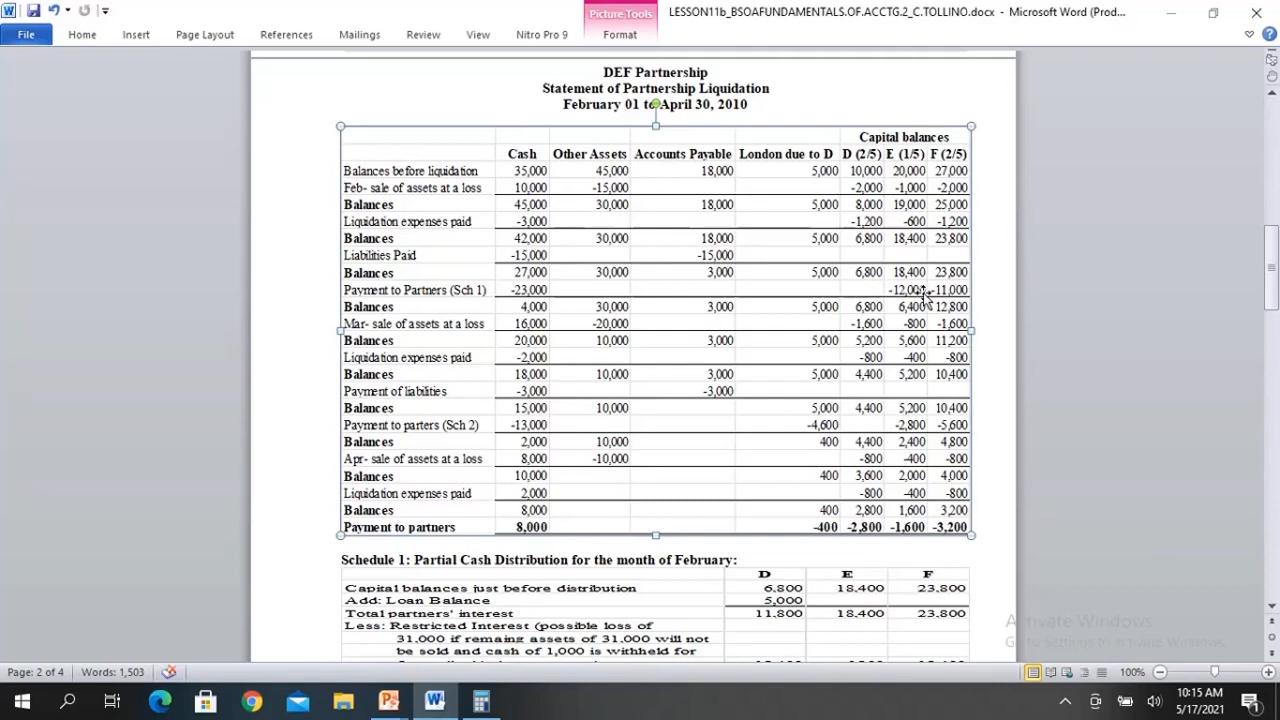 LESSON11b_BSOAFUNDAMENTALS.OF.ACCTG.2_C.TOLLINO.docx - Microsoft Word (Prod...
Picture Tools
File Home Insert Page Layout References Mailings Review View Nitro Pro 9 Format
DEF Partnership
Statement of Partnership Liquidation
February 01 to April 30, 2010
Capital balances
Cash Other Assets Accounts Payable London due to D D (2/5) E (1/5) F (2/5)
Balances before liquidation 35,000 45,000 18,000 5,000 10,000 20,000 27,000
Feb- sale of assets at a loss 10,000 -15,000 -2,000 -1,000 -2,000
Balances 45,000 30,000 18,000 5,000 8,000 19,000 25,000
Liquidation expenses paid -3,000 -1,200 -600 -1,200
Balances 42,000 30,000 18,000 5,000 6,800 18,400 23,800
Liabilities Paid -15,000 -15,000
Balances 27,000 30,000 3,000 5,000 6,800 18,400 23,800
Payment to Partners (Sch 1) -23,000 -12,000 -11,000
Balances 4,000 30,000 3,000 5,000 6,800 6,400 12,800
Mar- sale of assets at a loss 16,000 -20,000 -1,600 -800 -1,600
Balances 20,000 10,000 3,000 5,000 5,200 5,600 11,200
Liquidation expenses paid -2,000 -800 -400 -800
Balances 18,000 10,000 3,000 5,000 4,400 5,200 10,400
Payment of liabilities -3,000 -3,000
Balances 15,000 10,000 5,000 4,400 5,200 10,400
Payment to parters (Sch 2) -13,000 -4,600 -2,800 -5,600
Balances 2,000 10,000 400 4,400 2,400 4,800
Apr- sale of assets at a loss 8,000 -10,000 -800 -400 -800
Balances 10,000 400 3,600 2,000 4,000
Liquidation expenses paid 2,000 -800 -400 -800
Balances 8,000 400 2,800 1,600 3,200
Payment to partners 8,000 -400 -2,800 -1,600 -3,200
Schedule 1: Partial Cash Distribution for the month of February:
D E F
Capital balances just before distribution 6,800 18,400 23,800
Add: Loan Balance 5,000
Total partners' interest 11,800 18,400 23,800
Less: Restricted Interest (possible loss of
31,000 if remaing assets of 31,000 will not
be sold and cash of 1,000 is withheld for
Activate Windows
Go to Settings to activate Windows.
Page: 2 of 4 Words: 1,503 100%
10:15 AM
5/17/2021